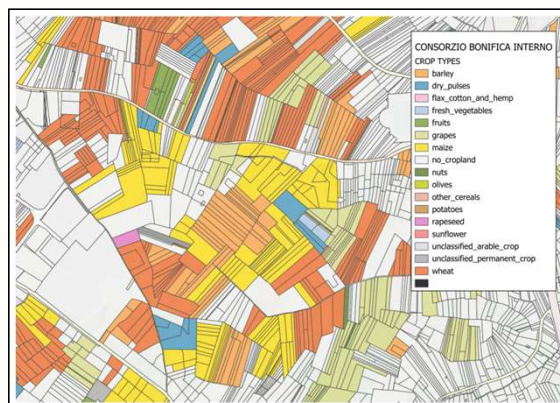 CONSORZIO BONIFICA INTERNO
CROP TYPES
barley
dry_pulses
flax_cotton_and_hemp
fresh_vegetables
fruits
grapes
maize
no_cropland
nuts
olives
other_cereals
potatoes
rapeseed
sunflower
unclassified_arable_crop
unclassified_permanent_crop
wheat